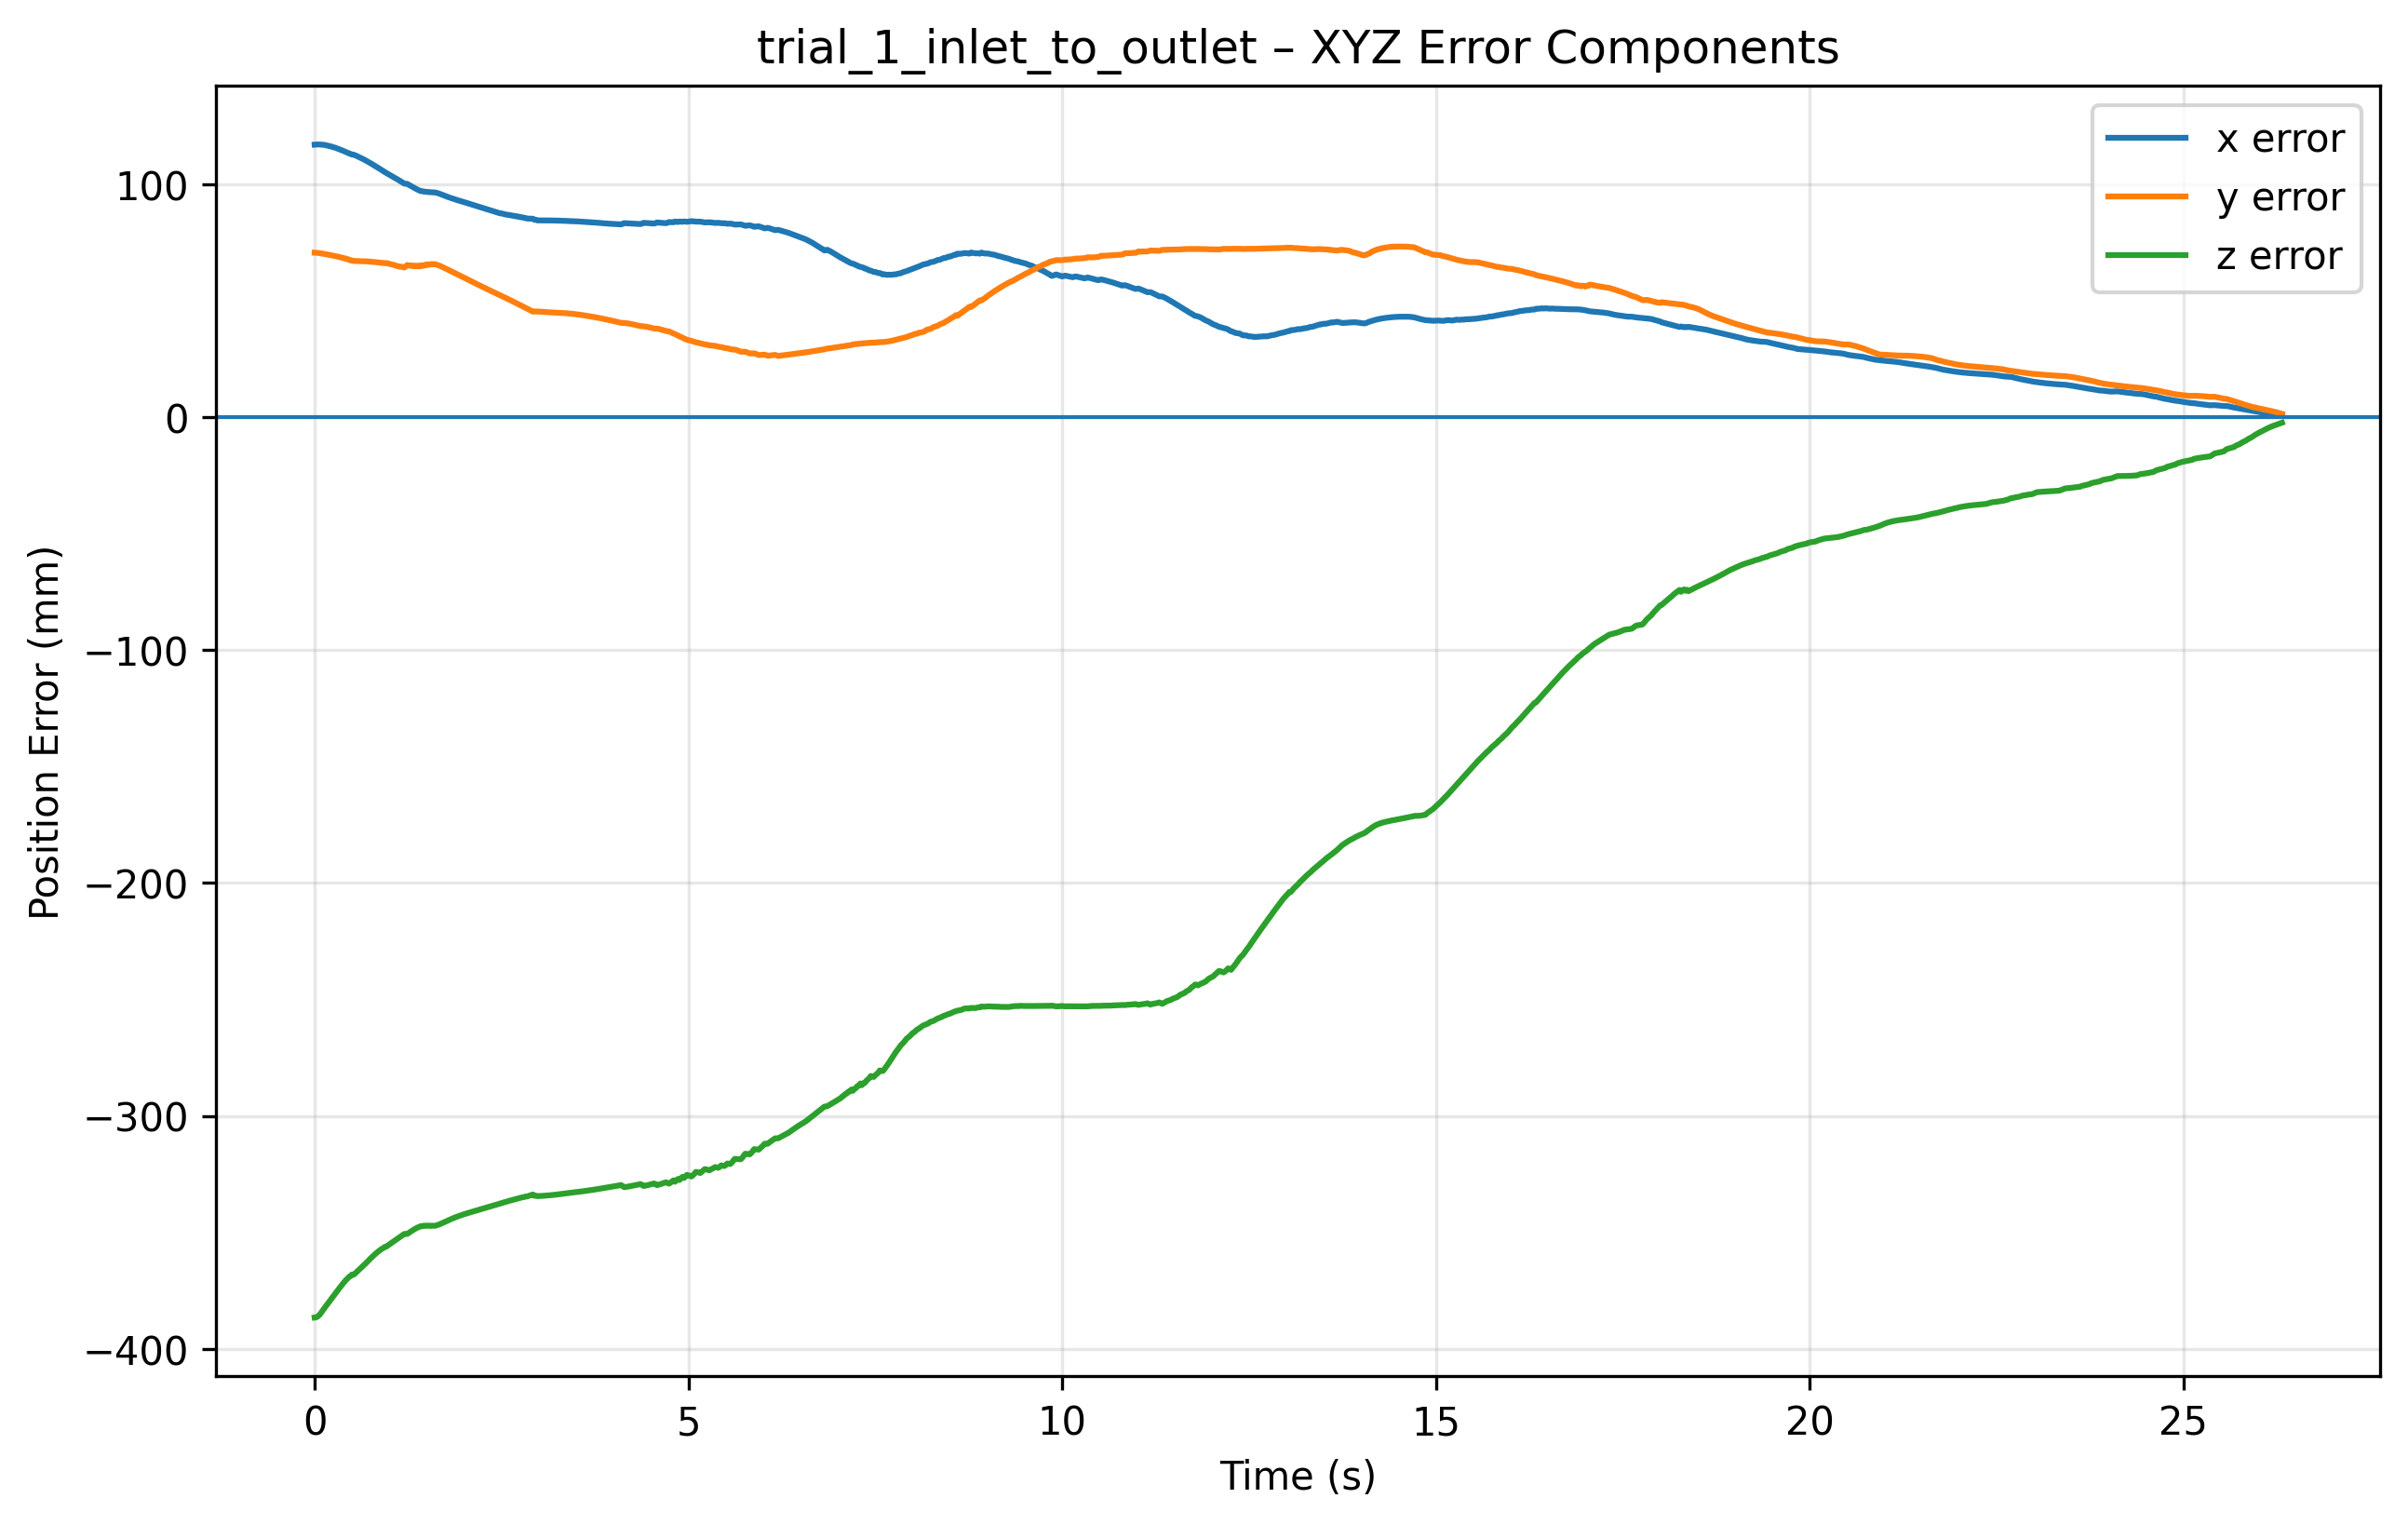 trial_1_inlet_to_outlet – XYZ Error Components
x error
y error
z error
Position Error (mm)
100
0
−100
−200
−300
−400
0 5 10 15 20 25
Time (s)